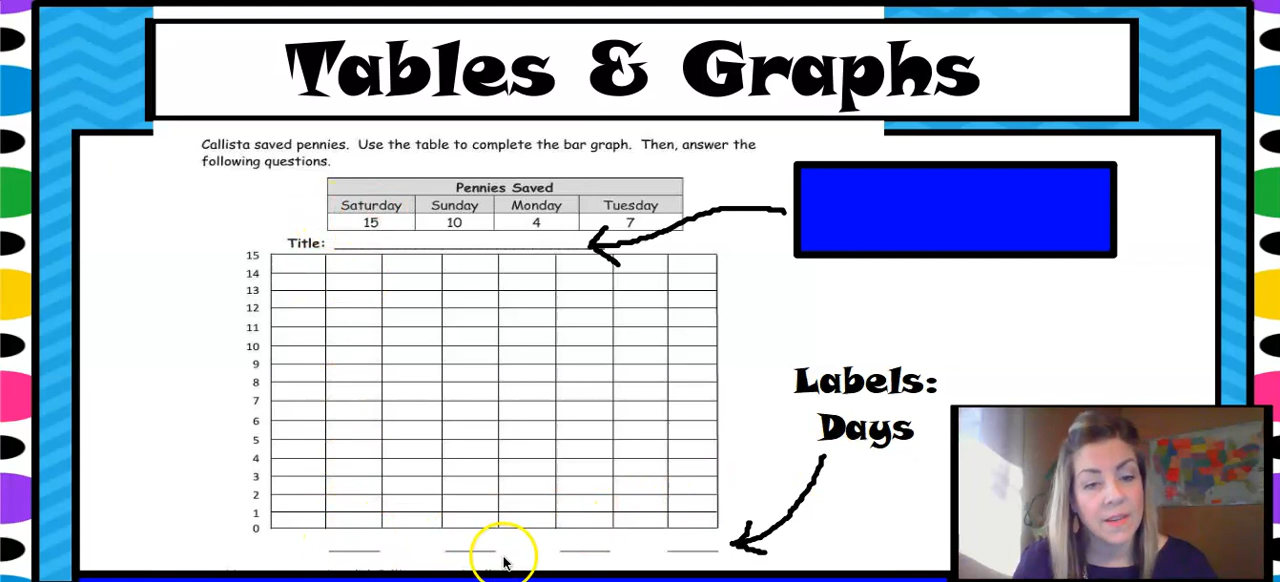 Tables & Graphs
Callista saved pennies. Use the table to complete the bar graph. Then, answer the
following questions.
Pennies Saved
Saturday Sunday Monday Tuesday
15 10 4 7
Title:
15
14
13
12
11
10
9
8
7
6
5
4
3
2
1
0
Labels:
Days